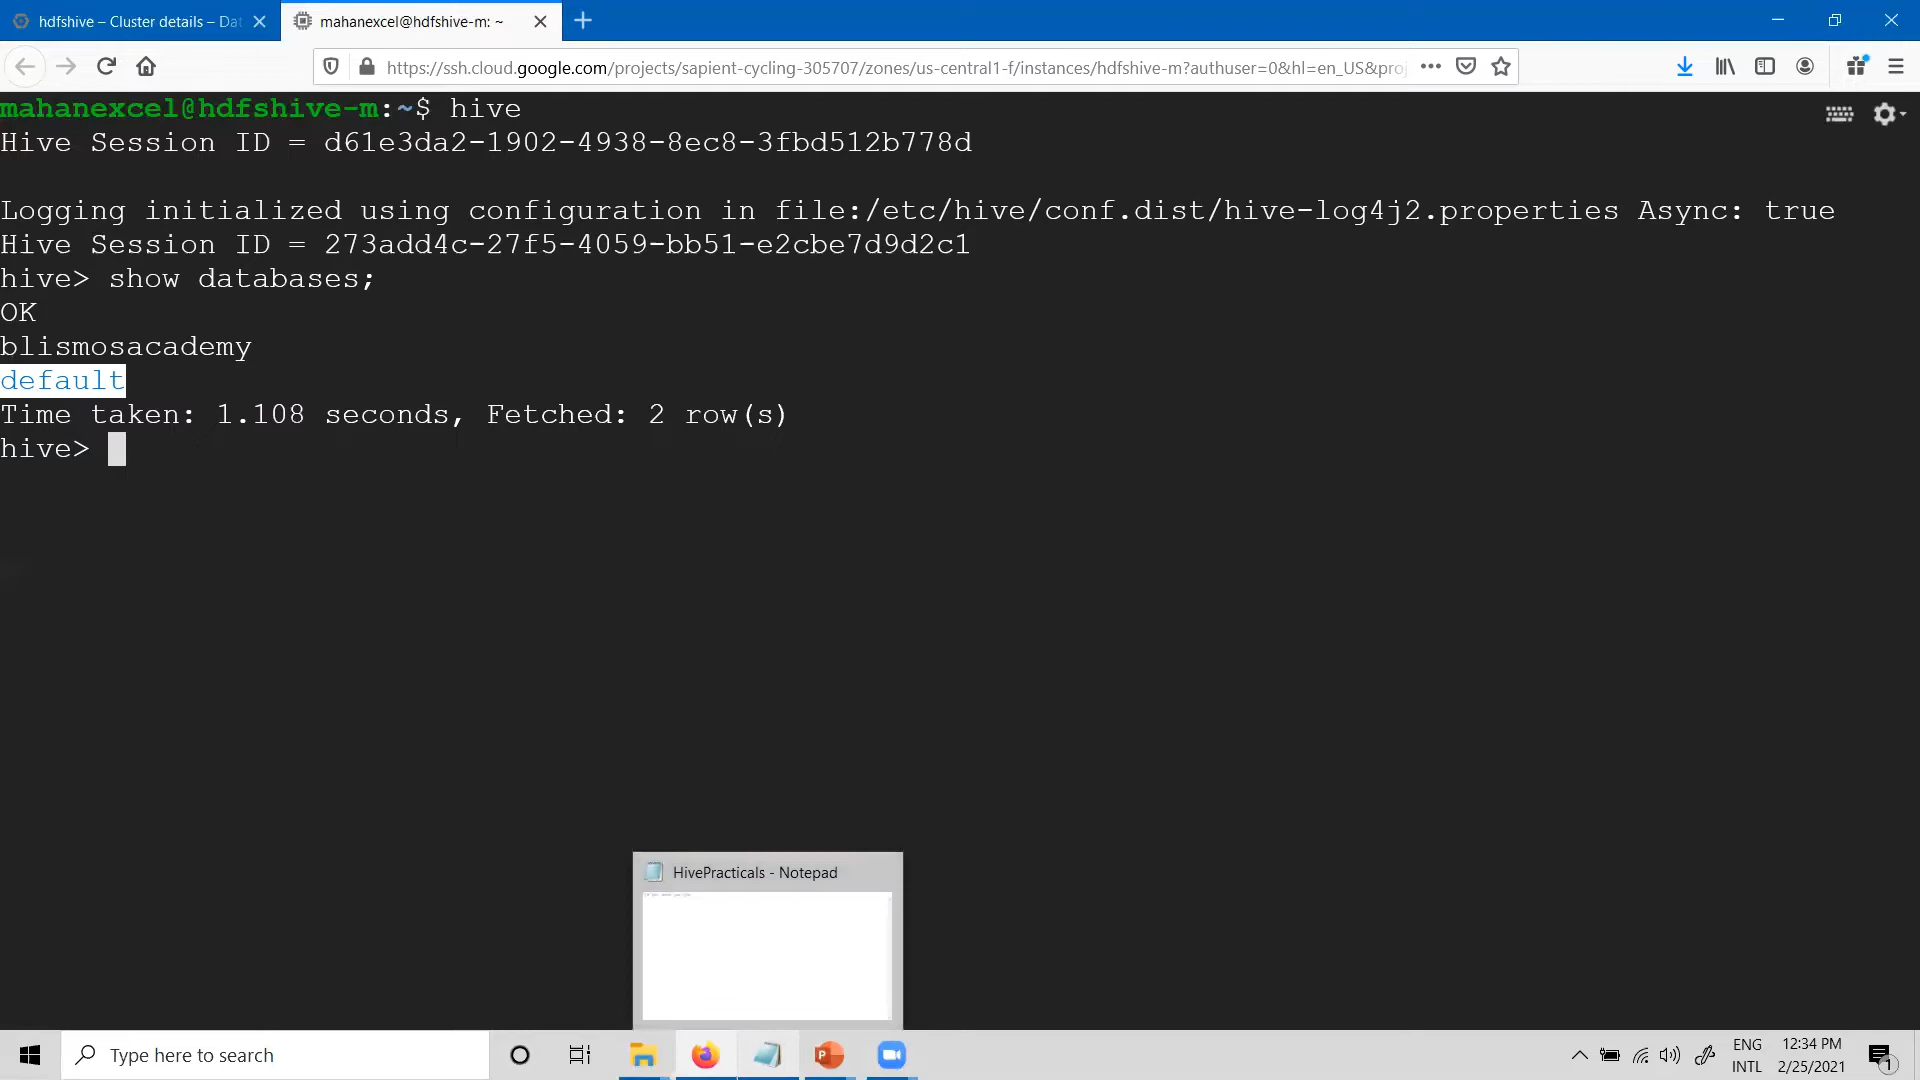 hdfshive – Cluster details – Dat
mahanexcel@hdfshive-m: ~
https://ssh.cloud.google.com/projects/sapient-cycling-305707/zones/us-central1-f/instances/hdfshive-m?authuser=0&hl=en_US&proj
mahanexcel@hdfshive-m:~$ hive
Hive Session ID = d61e3da2-1902-4938-8ec8-3fbd512b778d
Logging initialized using configuration in file:/etc/hive/conf.dist/hive-log4j2.properties Async: true
Hive Session ID = 273add4c-27f5-4059-bb51-e2cbe7d9d2c1
hive> show databases;
OK
blismosacademy
default
Time taken: 1.108 seconds, Fetched: 2 row(s)
hive>
HivePracticals - Notepad
Type here to search
ENG
INTL
12:34 PM
2/25/2021
1